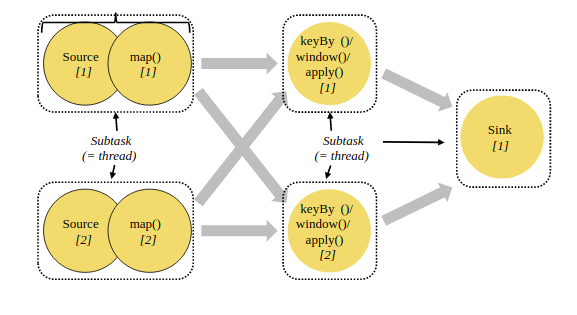 Source
[1]
map()
[1]
keyBy ()/
window()/
apply()
[1]
Sink
[1]
Subtask
(= thread)
Subtask
(= thread)
Source
[2]
map()
[2]
keyBy ()/
window()/
apply()
[2]